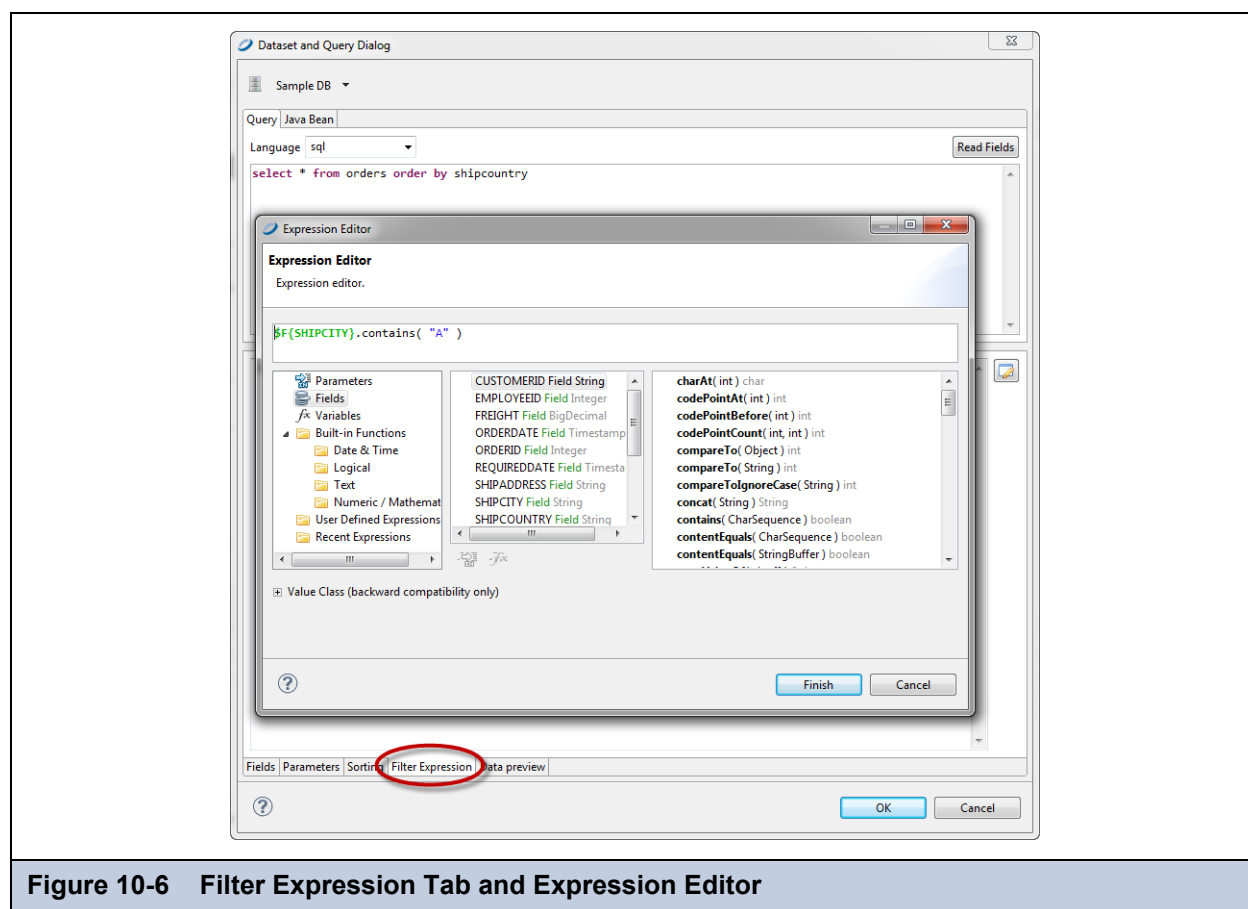 Dataset and Query Dialog
Sample DB
Query Java Bean
Language sql Read Fields
select * from orders order by shipcountry
Expression Editor
Expression Editor
Expression editor.
$F{SHIPCITY}.contains( "A" )
Parameters
Fields
fx Variables
Built-in Functions
Date & Time
Logical
Text
Numeric / Mathemat
User Defined Expressions
Recent Expressions
CUSTOMERID Field String
EMPLOYEEID Field Integer
FREIGHT Field BigDecimal
ORDERDATE Field Timestamp
ORDERID Field Integer
REQUIREDDATE Field Timesta
SHIPADDRESS Field String
SHIPCITY Field String
SHIPCOUNTRY Field String
charAt( int ) char
codePointAt( int ) int
codePointBefore( int ) int
codePointCount( int, int ) int
compareTo( Object ) int
compareTo( String ) int
compareToIgnoreCase( String ) int
concat( String ) String
contains( CharSequence ) boolean
contentEquals( CharSequence ) boolean
contentEquals( StringBuffer ) boolean
Value Class (backward compatibility only)
Finish Cancel
Fields Parameters Sorting Filter Expression Data preview
OK Cancel
Figure 10-6 Filter Expression Tab and Expression Editor